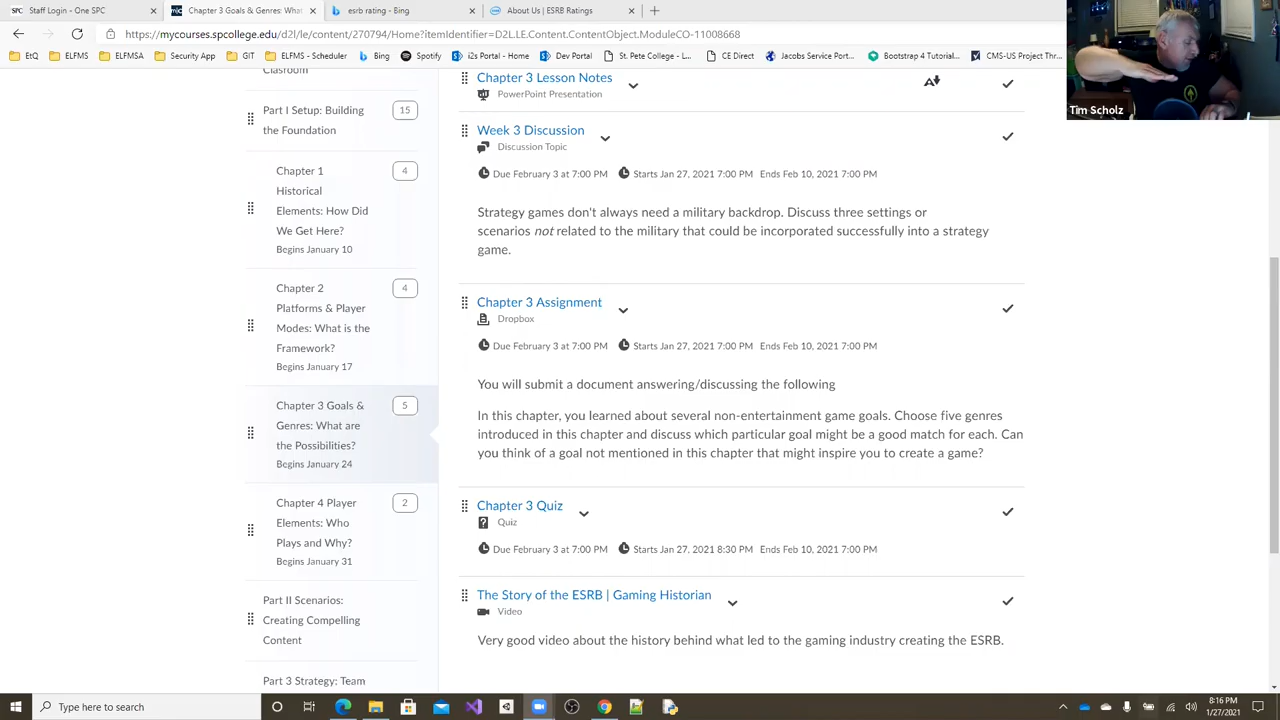 Staff Login - One SPC
Chapter 3 Goals & Genres: What
esrb rating - Bing
About Us | ESRB Ratings
https://mycourses.spcollege.edu/d2l/le/content/270794/Home?itemIdentifier=D2L.LE.Content.ContentObject.ModuleCO-11008668
EtQ
ELFMS
ELFMSA
Security App
GIT
ELFMS - Scheduler
Bing
Spotify
i2s Portal - Home
Dev Portal
St. Pete College - L...
CE Direct
Jacobs Service Port...
Bootstrap 4 Tutorial...
CMS-US Project Thr...
Tim Scholz
Classroom
Part I Setup: Building
the Foundation
15
Chapter 1
Historical
Elements: How Did
We Get Here?
Begins January 10
4
Chapter 2
Platforms & Player
Modes: What is the
Framework?
Begins January 17
4
Chapter 3 Goals &
Genres: What are
the Possibilities?
Begins January 24
5
Chapter 4 Player
Elements: Who
Plays and Why?
Begins January 31
2
Part II Scenarios:
Creating Compelling
Content
Part 3 Strategy: Team
Chapter 3 Lesson Notes
PowerPoint Presentation
Week 3 Discussion
Discussion Topic
Due February 3 at 7:00 PM Starts Jan 27, 2021 7:00 PM Ends Feb 10, 2021 7:00 PM
Strategy games don't always need a military backdrop. Discuss three settings or
scenarios not related to the military that could be incorporated successfully into a strategy
game.
Chapter 3 Assignment
Dropbox
Due February 3 at 7:00 PM Starts Jan 27, 2021 7:00 PM Ends Feb 10, 2021 7:00 PM
You will submit a document answering/discussing the following
In this chapter, you learned about several non-entertainment game goals. Choose five genres
introduced in this chapter and discuss which particular goal might be a good match for each. Can
you think of a goal not mentioned in this chapter that might inspire you to create a game?
Chapter 3 Quiz
Quiz
Due February 3 at 7:00 PM Starts Jan 27, 2021 8:30 PM Ends Feb 10, 2021 7:00 PM
The Story of the ESRB | Gaming Historian
Video
Very good video about the history behind what led to the gaming industry creating the ESRB.
Type here to search
8:16 PM
1/27/2021